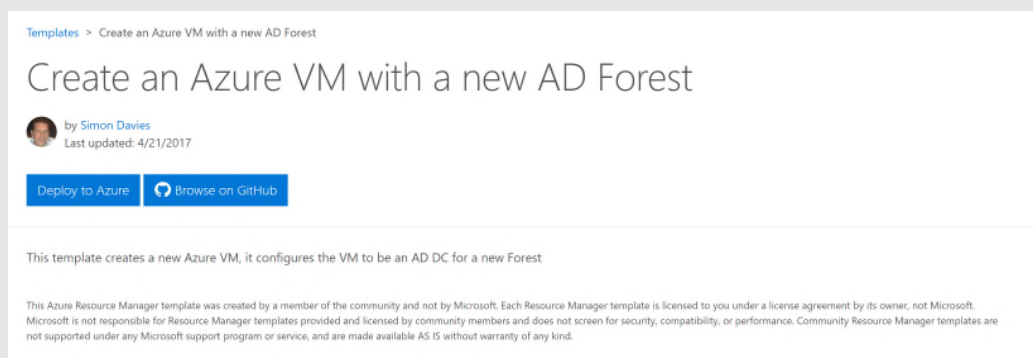 Templates > Create an Azure VM with a new AD Forest
Create an Azure VM with a new AD Forest
by Simon Davies
Last updated: 4/21/2017
Deploy to Azure Browse on GitHub
This template creates a new Azure VM, it configures the VM to be an AD DC for a new Forest
This Azure Resource Manager template was created by a member of the community and not by Microsoft. Each Resource Manager template is licensed to you under a license agreement by its owner, not Microsoft.
Microsoft is not responsible for Resource Manager templates provided and licensed by community members and does not screen for security, compatibility, or performance. Community Resource Manager templates are
not supported under any Microsoft support program or service, and are made available AS IS without warranty of any kind.